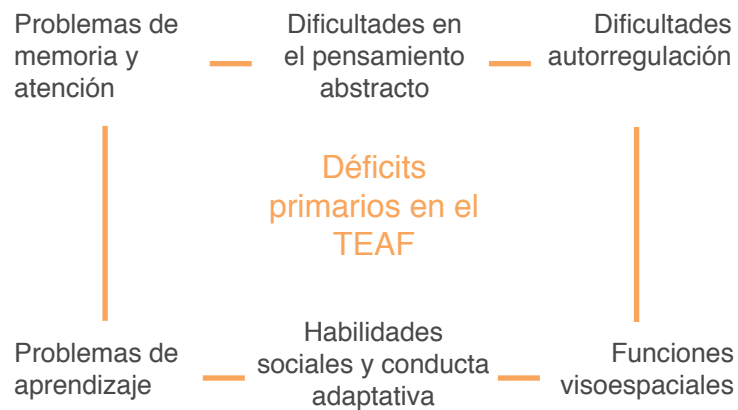 Problemas de
memoria y
atención
Dificultades en
el pensamiento
abstracto
Dificultades
autorregulación
Déficits
primarios en el
TEAF
Problemas de
aprendizaje
Habilidades
sociales y conducta
adaptativa
Funciones
visoespaciales